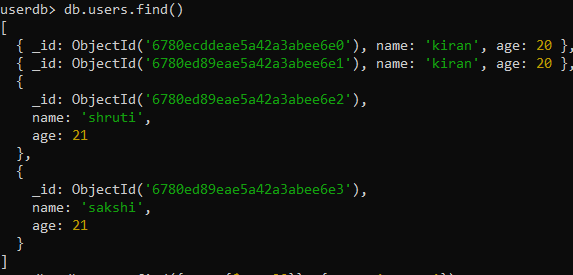 userdb> db.users.find()
[
  { _id: ObjectId('6780ecddeae5a42a3abee6e0'), name: 'kiran', age: 20 },
  { _id: ObjectId('6780ed89eae5a42a3abee6e1'), name: 'kiran', age: 20 },
  {
    _id: ObjectId('6780ed89eae5a42a3abee6e2'),
    name: 'shruti',
    age: 21
  },
  {
    _id: ObjectId('6780ed89eae5a42a3abee6e3'),
    name: 'sakshi',
    age: 21
  }
]